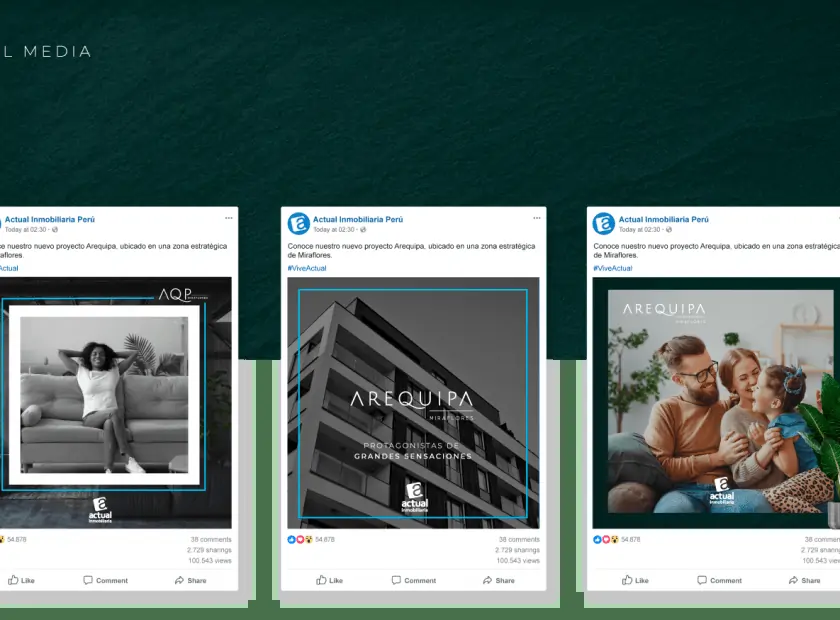 L MEDIA
Actual Inmobiliaria Perú
Today at 02:30
e nuestro nuevo proyecto Arequipa, ubicado en una zona estratégica
aflores.
Actual
AQP
actual
inmobiliaria
54.878
38 comments
2.729 sharings
100.543 views
Like
Comment
Share
Actual Inmobiliaria Perú
Today at 02:30
Conoce nuestro nuevo proyecto Arequipa, ubicado en una zona estratégica
de Miraflores.
#ViveActual
AREQUIPA
MIRAFLORES
PROTAGONISTAS DE
GRANDES SENSACIONES
actual
inmobiliaria
54.878
38 comments
2.729 sharings
100.543 views
Like
Comment
Share
Actual Inmobiliaria Perú
Today at 02:30
Conoce nuestro nuevo proyecto Arequipa, ubicado en una zona estratégica
de Miraflores.
#ViveActual
AREQUIPA
MIRAFLORES
actual
inmobiliaria
54.878
38 commen
2.729 sharing
100.543 view
Like
Comment
Share